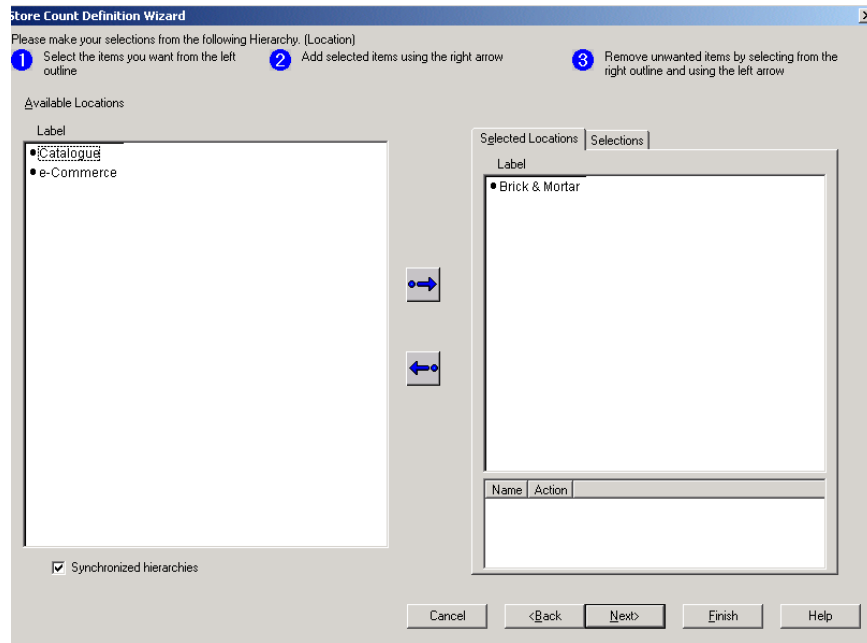 Store Count Definition Wizard
Please make your selections from the following Hierarchy. (Location)
1 Select the items you want from the left
outline
2 Add selected items using the right arrow
3 Remove unwanted items by selecting from the
right outline and using the left arrow
Available Locations
Label
Catalogue
e-Commerce
Selected Locations
Selections
Label
Brick & Mortar
Name
Action
Synchronized hierarchies
Cancel
<Back
Next>
Finish
Help